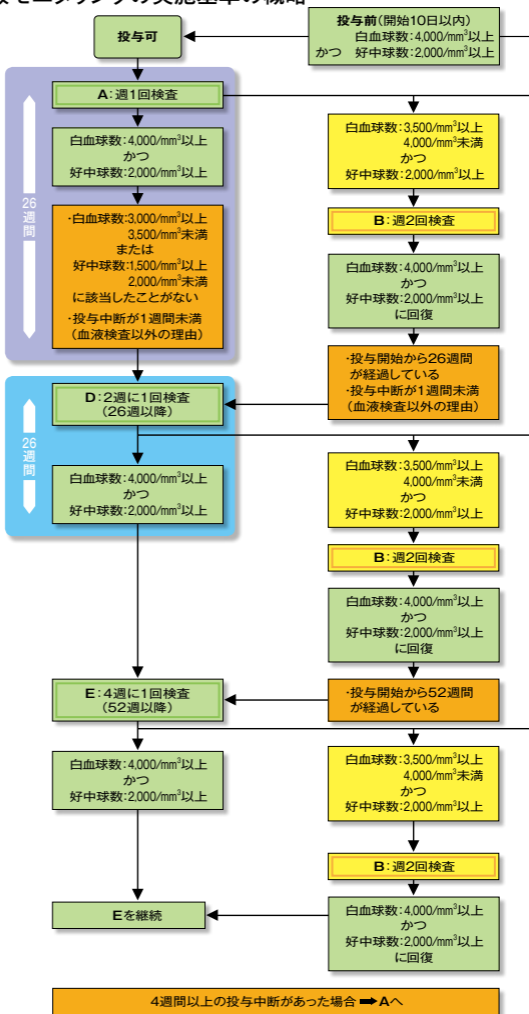 数モニタリングの実施基準の概略
投与可
投与前(開始10日以内)
白血球数:4,000/mm³以上
かつ 好中球数:2,000/mm³以上
26週間
A:週1回検査
白血球数:4,000/mm³以上
かつ
好中球数:2,000/mm³以上
・白血球数:3,000/mm³以上
3,500/mm³未満
または
好中球数:1,500/mm³以上
2,000/mm³未満
に該当したことがない
・投与中断が1週間未満
(血液検査以外の理由)
白血球数:3,500/mm³以上
4,000/mm³未満
かつ
好中球数:2,000/mm³以上
B:週2回検査
白血球数:4,000/mm³以上
かつ
好中球数:2,000/mm³以上
に回復
・投与開始から26週間
が経過している
・投与中断が1週間未満
(血液検査以外の理由)
26週間
D:2週に1回検査
(26週以降)
白血球数:4,000/mm³以上
かつ
好中球数:2,000/mm³以上
白血球数:3,500/mm³以上
4,000/mm³未満
かつ
好中球数:2,000/mm³以上
B:週2回検査
白血球数:4,000/mm³以上
かつ
好中球数:2,000/mm³以上
に回復
・投与開始から52週間
が経過している
E:4週に1回検査
(52週以降)
白血球数:4,000/mm³以上
かつ
好中球数:2,000/mm³以上
白血球数:3,500/mm³以上
4,000/mm³未満
かつ
好中球数:2,000/mm³以上
B:週2回検査
白血球数:4,000/mm³以上
かつ
好中球数:2,000/mm³以上
に回復
Eを継続
4週間以上の投与中断があった場合➡Aへ